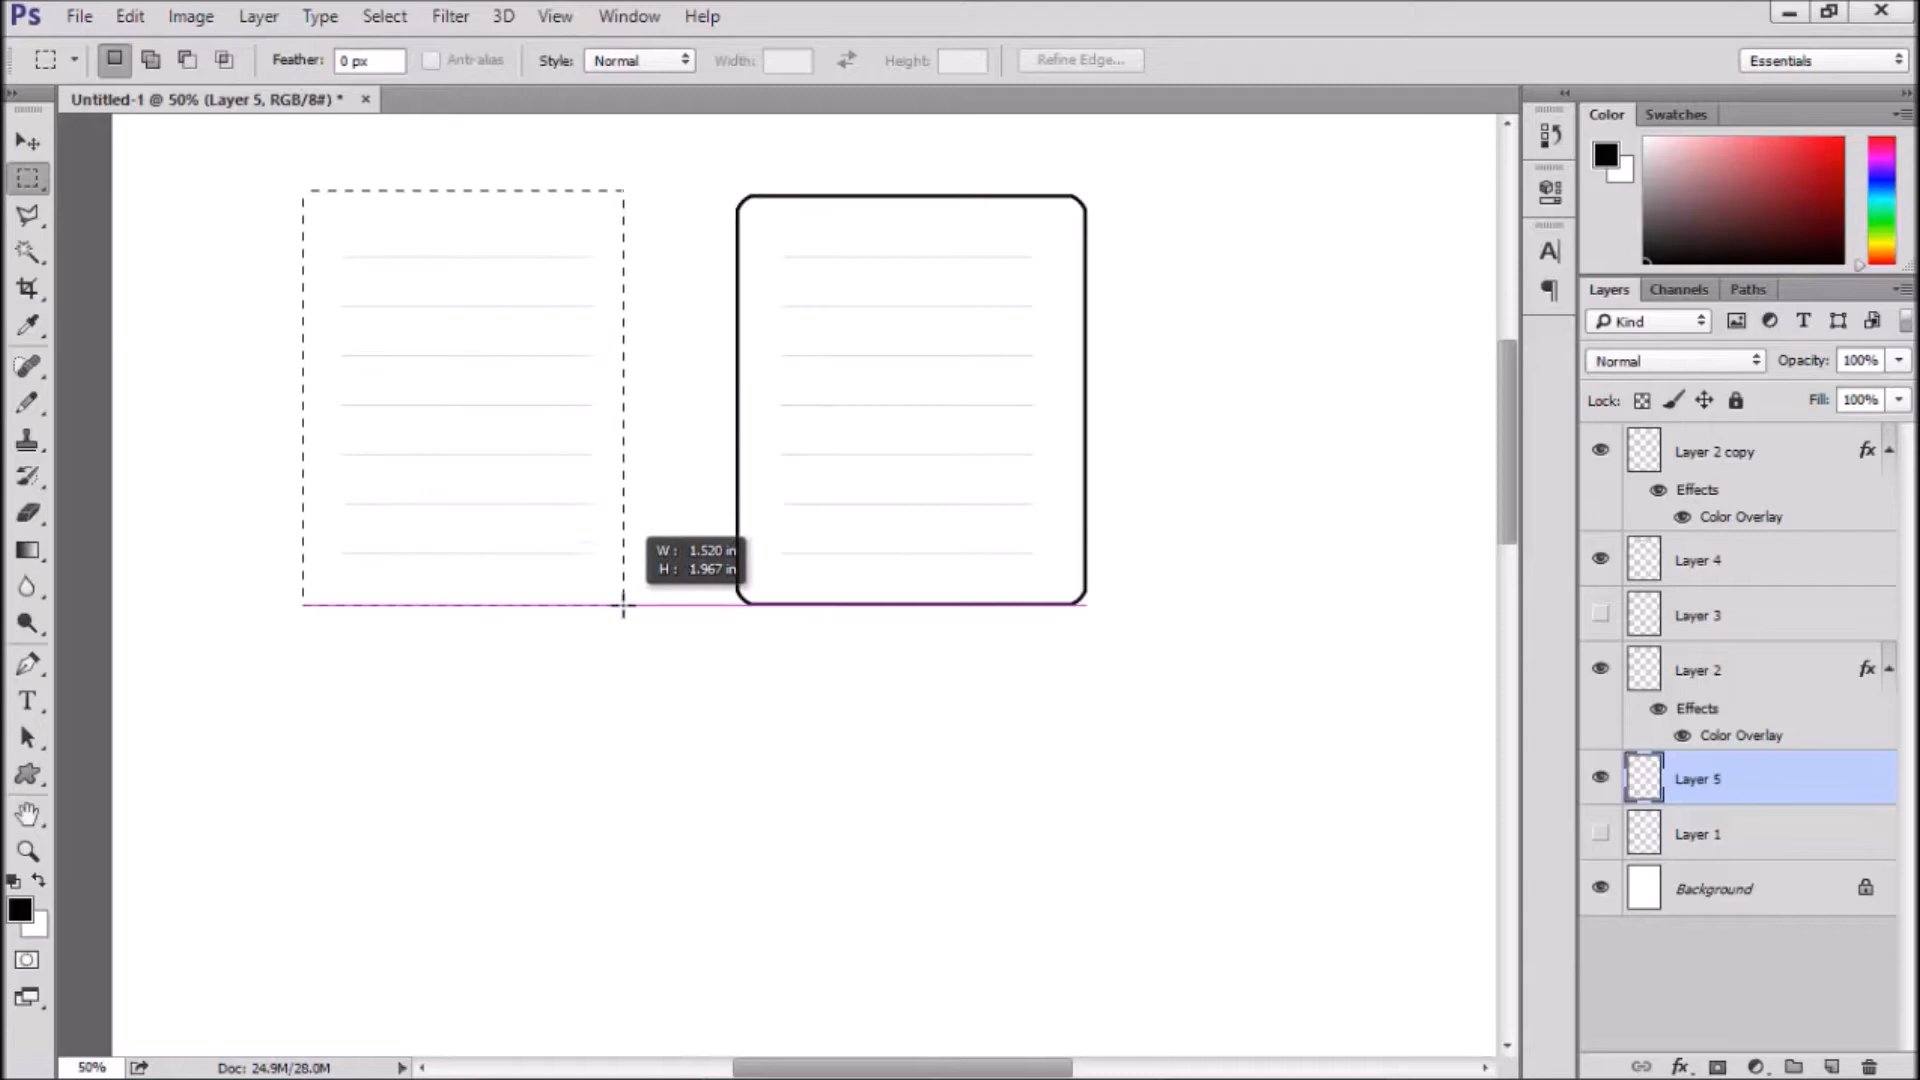 Ps File Edit Image Layer Type Select Filter 3D View Window Help
Feather: 0 px Anti-alias Style: Normal Width: Height: Refine Edge... Essentials
Untitled-1 @ 50% (Layer 5, RGB/8#) * ×
Color Swatches
Layers Channels Paths
Kind
Normal Opacity: 100%
Lock: Fill: 100%
Layer 2 copy fx
Effects
Color Overlay
Layer 4
Layer 3
Layer 2 fx
Effects
Color Overlay
Layer 5
Layer 1
Background
W : 1.520 in
H : 1.967 in
50% Doc: 24.9M/28.0M
fx